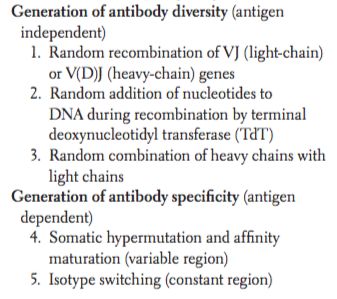 Generation of antibody diversity (antigen
independent)
1. Random recombination of VJ (light-chain)
or V(D)J (heavy-chain) genes
2. Random addition of nucleotides to
DNA during recombination by terminal
deoxynucleotidyl transferase (TdT)
3. Random combination of heavy chains with
light chains
Generation of antibody specificity (antigen
dependent)
4. Somatic hypermutation and affinity
maturation (variable region)
5. Isotype switching (constant region)